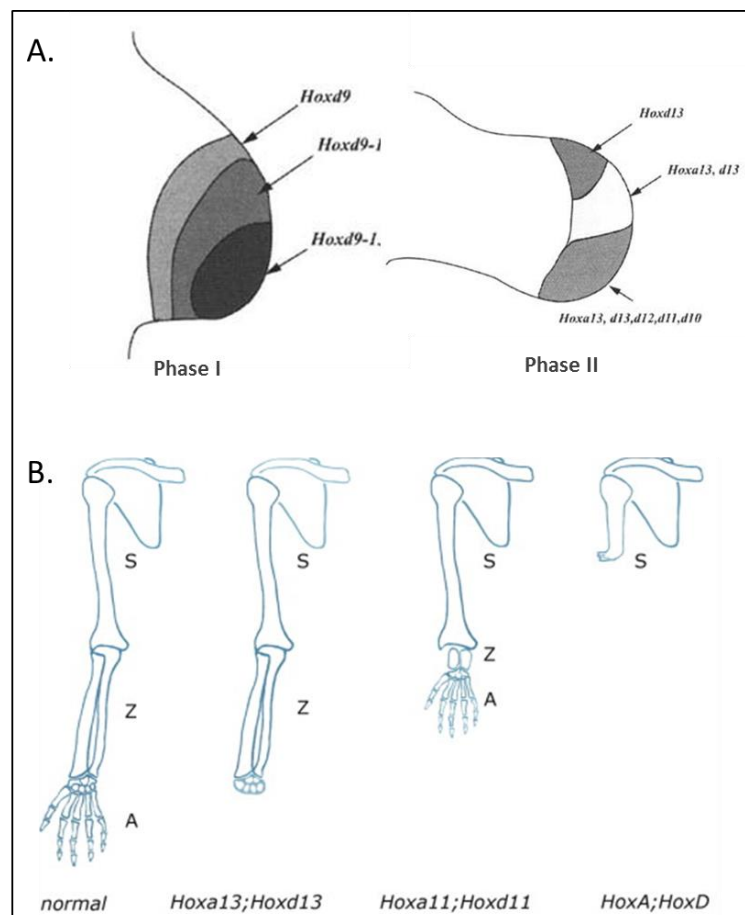 A.
Hoxd9
Hoxd9-1
Hoxd9-1.
Phase I
Hoxd13
Hoxa13, d13
Hoxa13, d13,d12,d11,d10
Phase II
B.
S
Z
A
normal
S
Z
Hoxa13;Hoxd13
S
Z
A
Hoxa11;Hoxd11
S
HoxA;HoxD